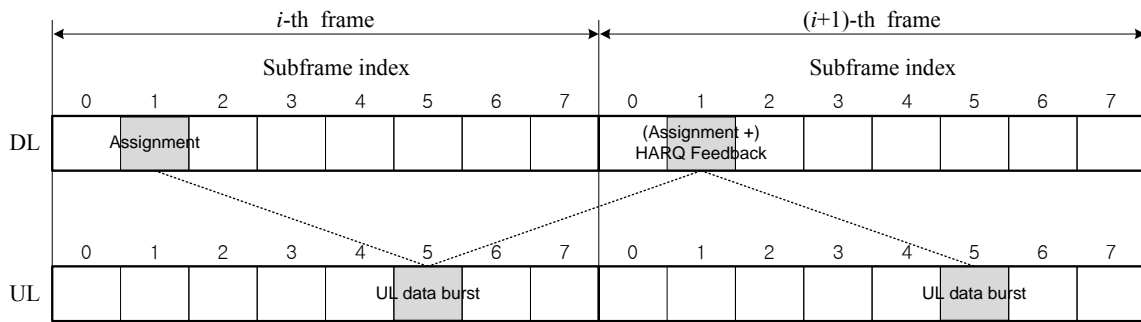 i-th frame (i+1)-th frame
Subframe index Subframe index
0 1 2 3 4 5 6 7 0 1 2 3 4 5 6 7
DL Assignment (Assignment +)
HARQ Feedback
0 1 2 3 4 5 6 7 0 1 2 3 4 5 6 7
UL UL data burst UL data burst